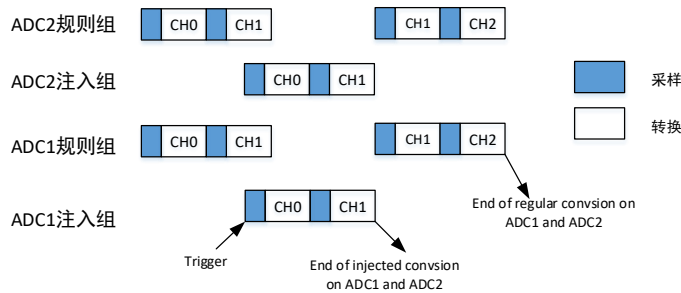 ADC2规则组 CH0 CH1 CH1 CH2
ADC2注入组 CH0 CH1 采样
ADC1规则组 CH0 CH1 CH1 CH2 转换
ADC1注入组 CH0 CH1
End of regular convsion on
ADC1 and ADC2
Trigger
End of injected convsion
on ADC1 and ADC2